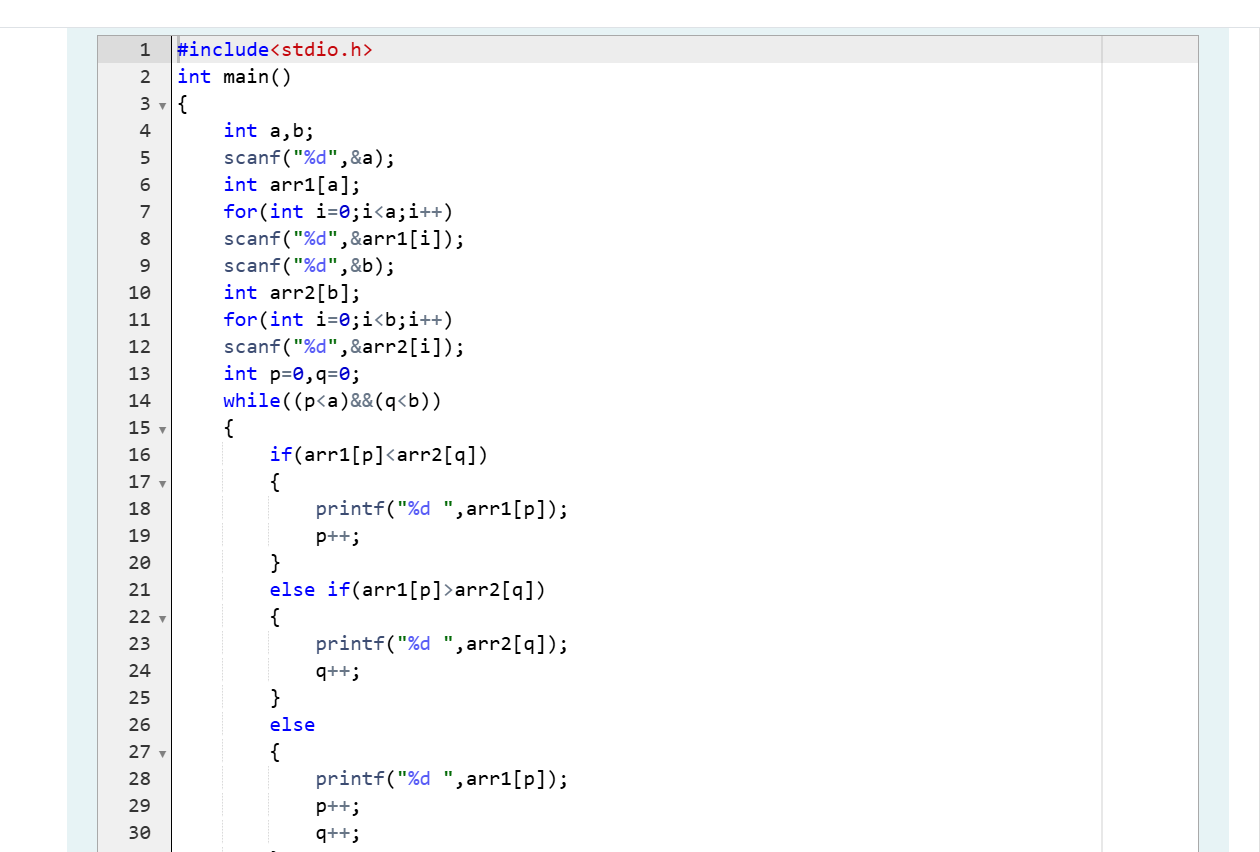 1 #include<stdio.h>
2 int main()
3 {
4     int a,b;
5     scanf("%d",&a);
6     int arr1[a];
7     for(int i=0;i<a;i++)
8     scanf("%d",&arr1[i]);
9     scanf("%d",&b);
10     int arr2[b];
11     for(int i=0;i<b;i++)
12     scanf("%d",&arr2[i]);
13     int p=0,q=0;
14     while((p<a)&&(q<b))
15     {
16         if(arr1[p]<arr2[q])
17         {
18             printf("%d ",arr1[p]);
19             p++;
20         }
21         else if(arr1[p]>arr2[q])
22         {
23             printf("%d ",arr2[q]);
24             q++;
25         }
26         else
27         {
28             printf("%d ",arr1[p]);
29             p++;
30             q++;